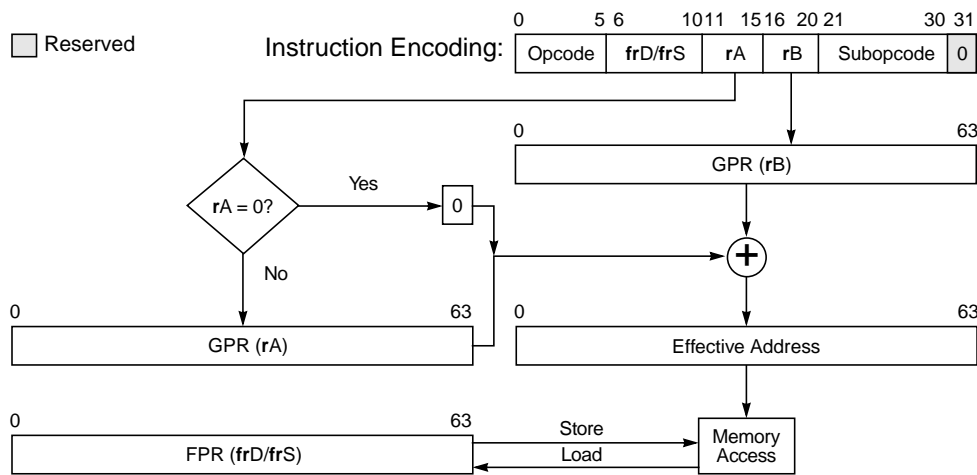 0 5 6 10 11 15 16 20 21 30 31
Reserved
Instruction Encoding:
Opcode frD/frS rA rB Subopcode 0
0 63
GPR (rB)
Yes
rA = 0?
0
+
No
0 63
0 63
GPR (rA)
Effective Address
0 63
FPR (frD/frS)
Store
Load
Memory
Access